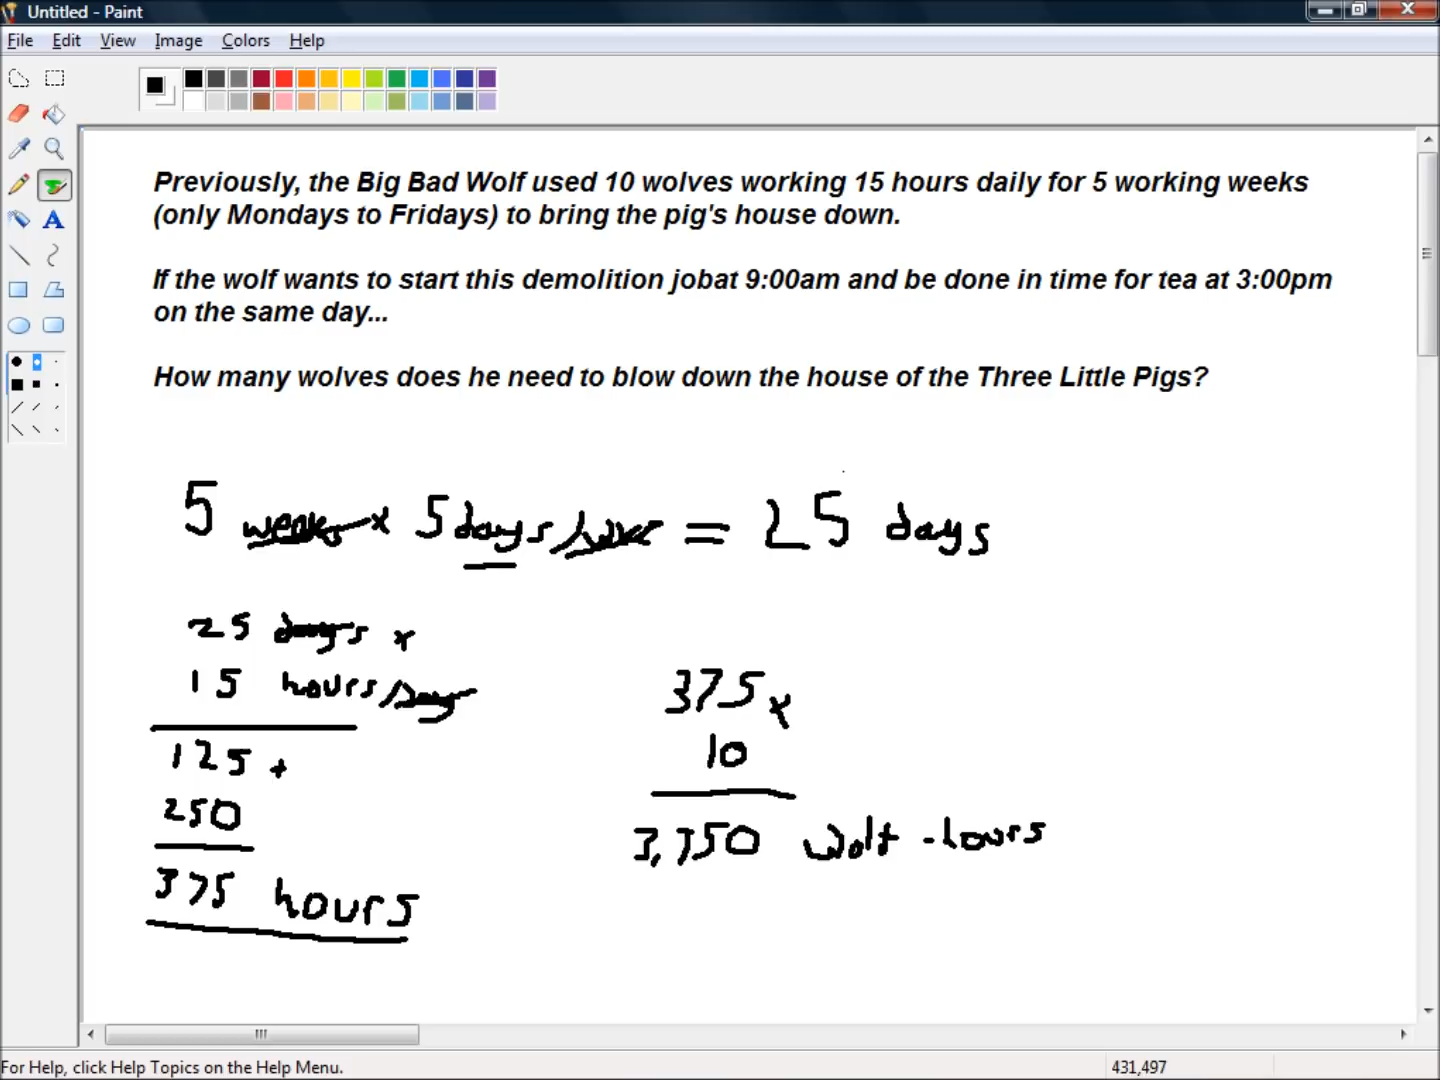 Untitled - Paint
File Edit View Image Colors Help
Previously, the Big Bad Wolf used 10 wolves working 15 hours daily for 5 working weeks
(only Mondays to Fridays) to bring the pig's house down.
If the wolf wants to start this demolition jobat 9:00am and be done in time for tea at 3:00pm
on the same day...
How many wolves does he need to blow down the house of the Three Little Pigs?
5 weeks x 5 days/ = 25 days
25 days x
15 hours/day
125 +
250
375 hours
375 x
10
3,750 wolf-hours
For Help, click Help Topics on the Help Menu.
431,497